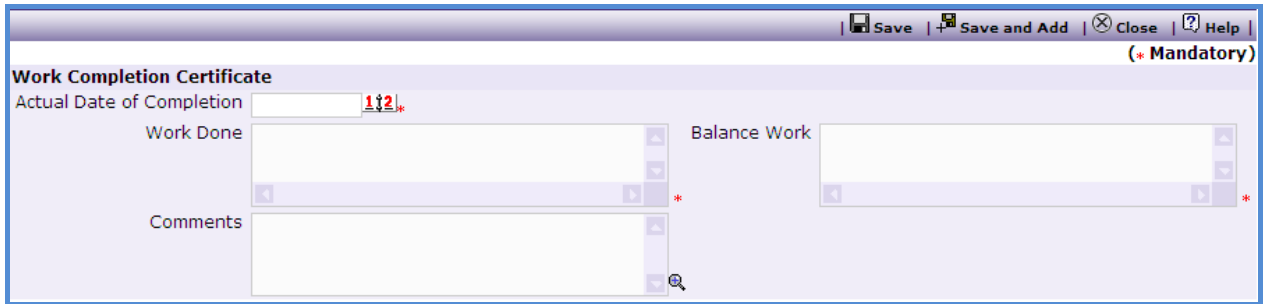 | Save | Save and Add | Close | Help |
(* Mandatory)
Work Completion Certificate
Actual Date of Completion 12 *
Work Done * Balance Work *
Comments